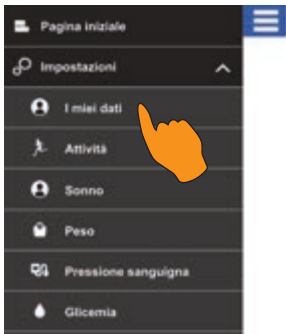 Pagina iniziale
Impostazioni
I miei dati
Attività
Sonno
Peso
Pressione sanguigna
Glicemia